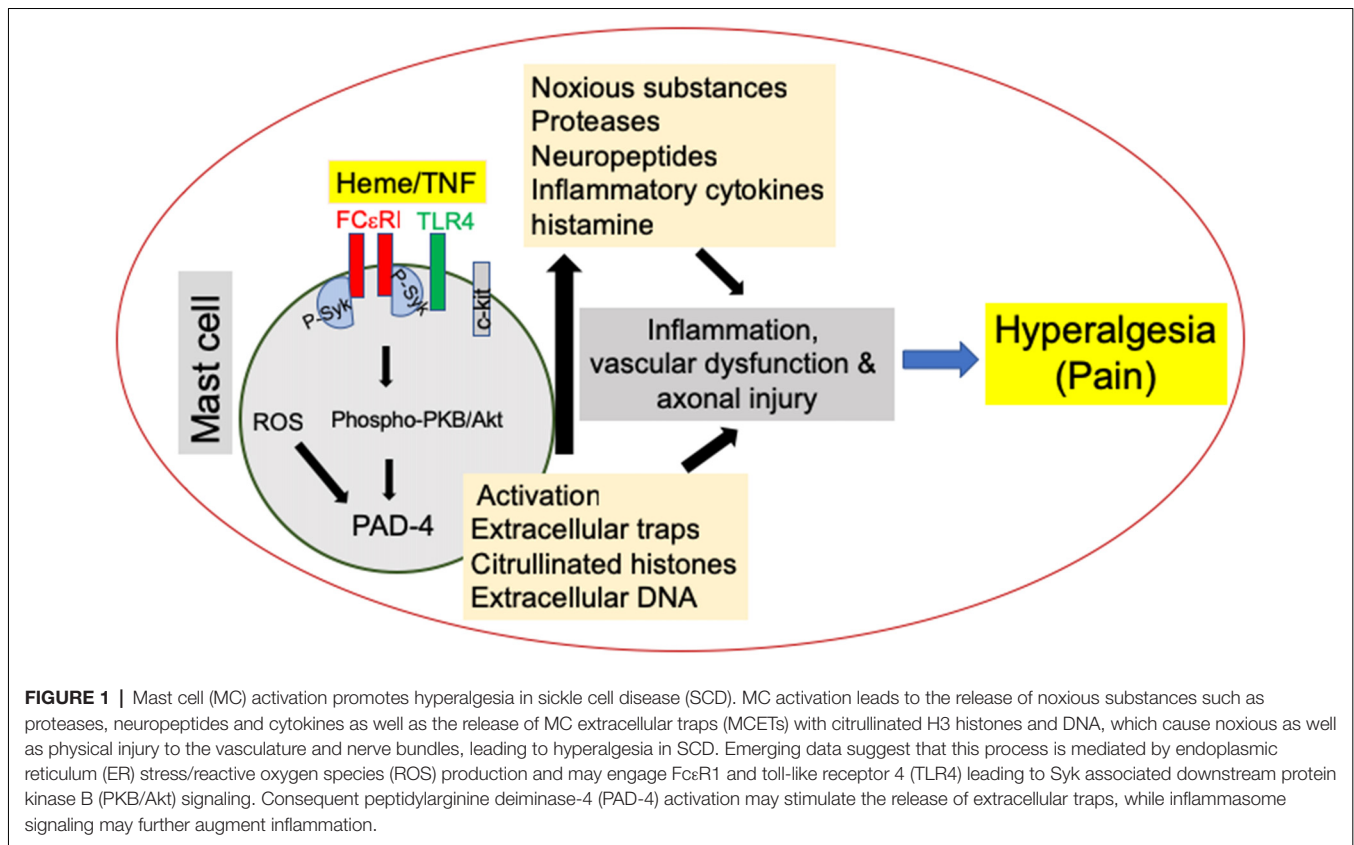 Noxious substances
Proteases
Neuropeptides
Inflammatory cytokines
histamine
Heme/TNF
FCεRI TLR4
P-Syk
P-Syk
c-kit
Mast cell
ROS
Phospho-PKB/Akt
PAD-4
Activation
Extracellular traps
Citrullinated histones
Extracellular DNA
Inflammation,
vascular dysfunction &
axonal injury
Hyperalgesia
(Pain)
FIGURE 1 | Mast cell (MC) activation promotes hyperalgesia in sickle cell disease (SCD). MC activation leads to the release of noxious substances such as
proteases, neuropeptides and cytokines as well as the release of MC extracellular traps (MCETs) with citrullinated H3 histones and DNA, which cause noxious as well
as physical injury to the vasculature and nerve bundles, leading to hyperalgesia in SCD. Emerging data suggest that this process is mediated by endoplasmic
reticulum (ER) stress/reactive oxygen species (ROS) production and may engage FcεR1 and toll-like receptor 4 (TLR4) leading to Syk associated downstream protein
kinase B (PKB/Akt) signaling. Consequent peptidylarginine deiminase-4 (PAD-4) activation may stimulate the release of extracellular traps, while inflammasome
signaling may further augment inflammation.